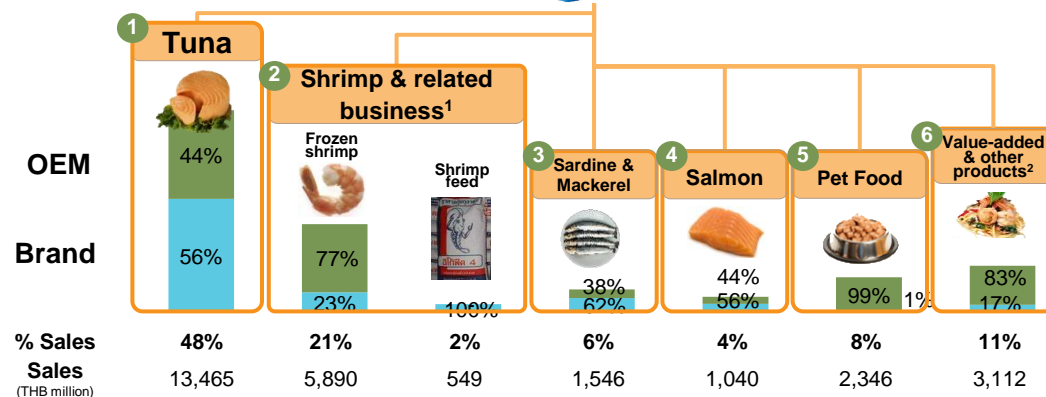 1
Tuna
2
Shrimp & related
business1
Frozen
shrimp
Shrimp
feed
3
Sardine &
Mackerel
4
Salmon
5
Pet Food
6
Value-added
& other
products2
OEM
44%
77%
38%
44%
99%
1%
83%
Brand
56%
23%
100%
62%
56%
17%
% Sales
48%
21%
2%
6%
4%
8%
11%
Sales
(THB million)
13,465
5,890
549
1,546
1,040
2,346
3,112